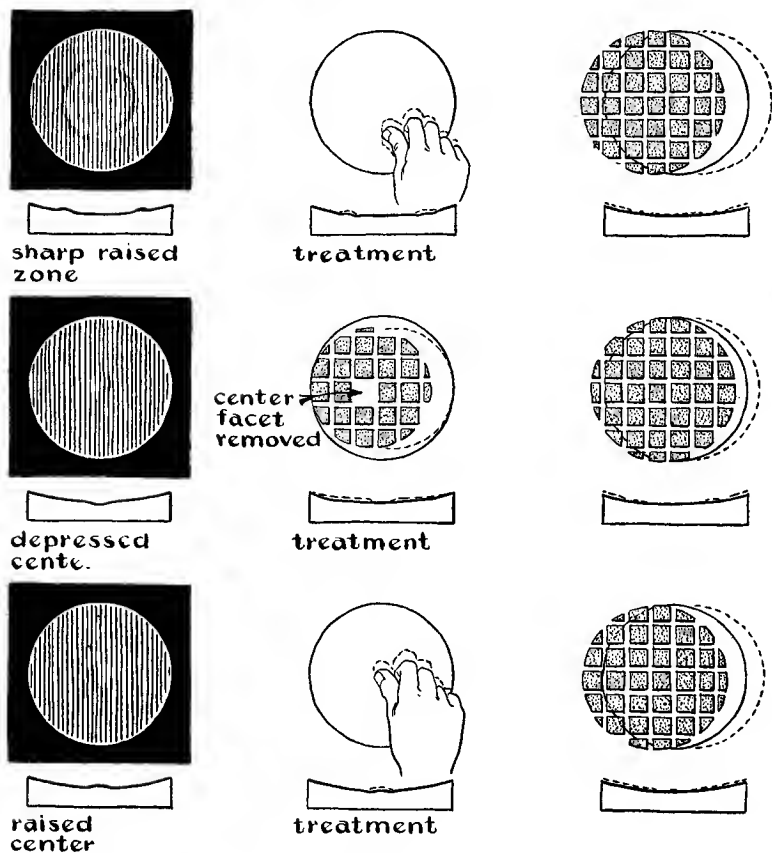 sharp raised
zone
treatment
center
facet
removed
depressed
cente.
treatment
raised
center
treatment